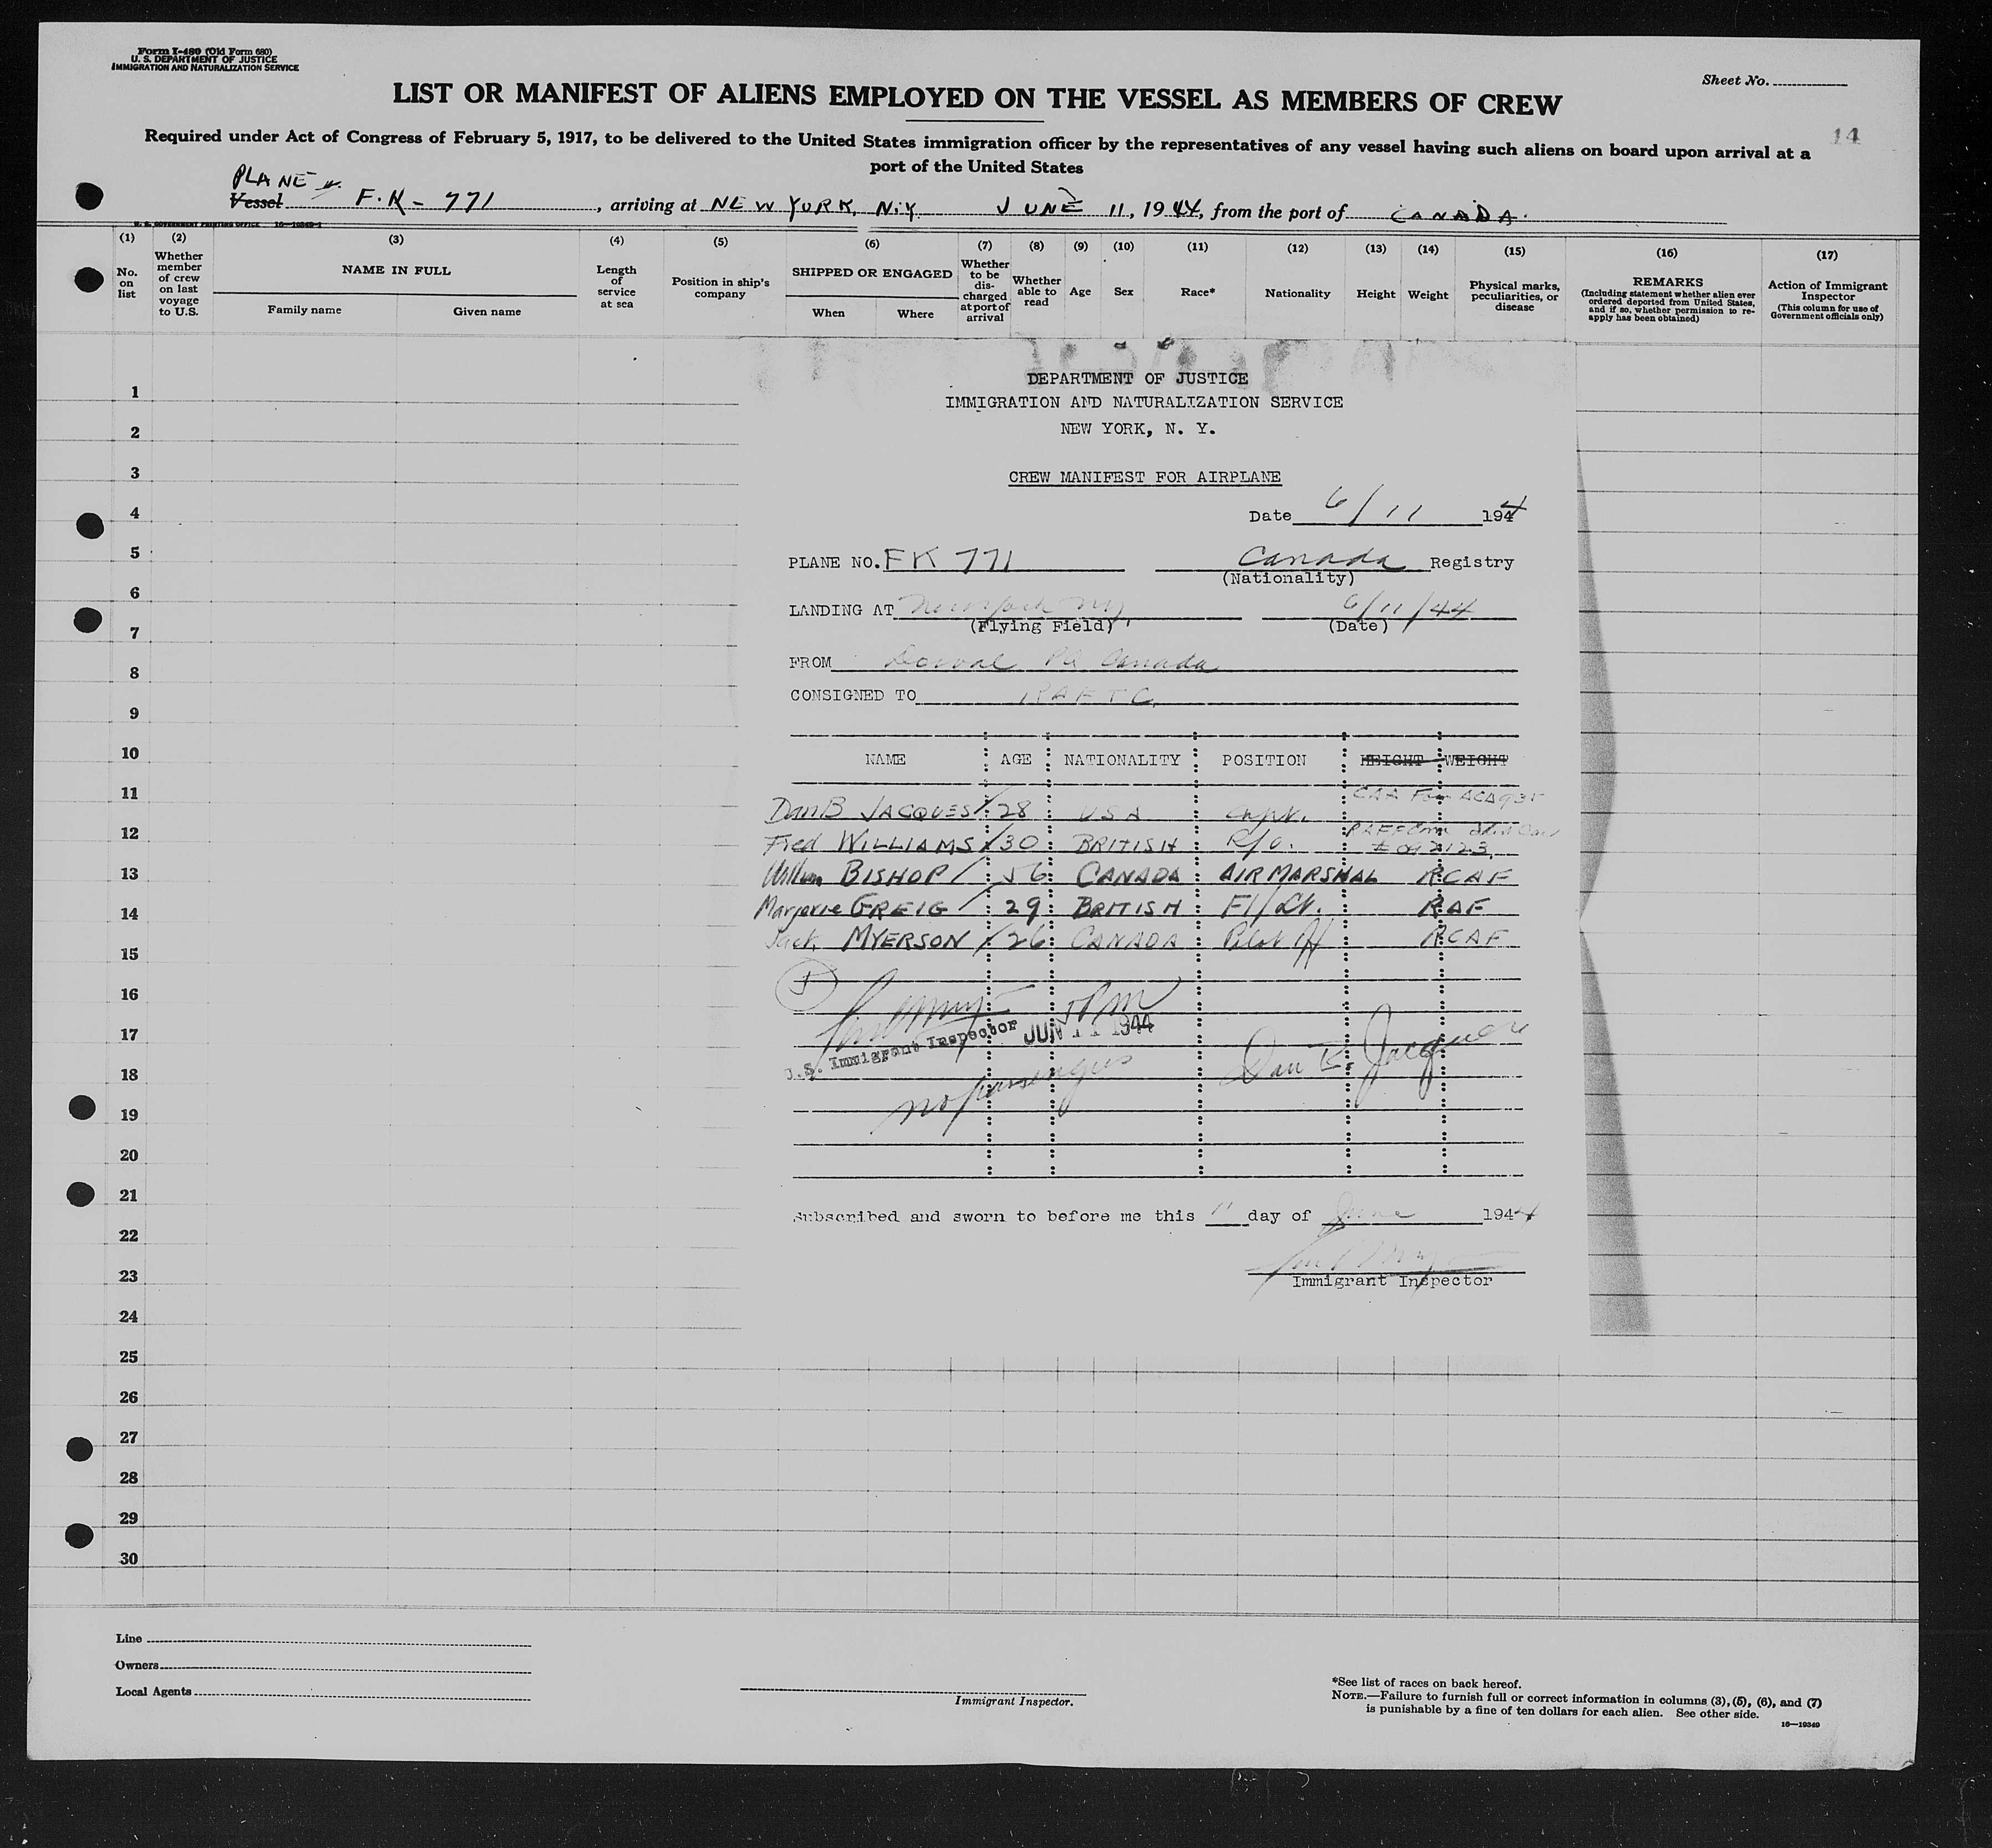 Form I-480 (Old Form 680)
U. S. DEPARTMENT OF JUSTICE
IMMIGRATION AND NATURALIZATION SERVICE
Sheet No.
LIST OR MANIFEST OF ALIENS EMPLOYED ON THE VESSEL AS MEMBERS OF CREW
14
Required under Act of Congress of February 5, 1917, to be delivered to the United States immigration officer by the representatives of any vessel having such aliens on board upon arrival at a
port of the United States
PLANE
Vessel F.K - 771, arriving at NEW YORK, N.Y. JUNE 11, 1944, from the port of CANADA.
U. S. GOVERNMENT PRINTING OFFICE 16—19349-1
(1) (2) (3) (4) (5) (6) (7) (8) (9) (10) (11) (12) (13) (14) (15) (16) (17)
No. on list
Whether member of crew on last voyage to U.S.
NAME IN FULL
Family name Given name
Length of service at sea
Position in ship's company
SHIPPED OR ENGAGED
When Where
Whether to be discharged at port of arrival
Whether able to read
Age
Sex
Race*
Nationality
Height
Weight
Physical marks, peculiarities, or disease
REMARKS
(Including statement whether alien ever ordered deported from United States, and if so, whether permission to re-apply has been obtained)
Action of Immigrant Inspector
(This column for use of Government officials only)
1
2
3
4
5
6
7
8
9
10
11
12
13
14
15
16
17
18
19
20
21
22
23
24
25
26
27
28
29
30
DEPARTMENT OF JUSTICE
IMMIGRATION AND NATURALIZATION SERVICE
NEW YORK, N. Y.
CREW MANIFEST FOR AIRPLANE
Date 6/11 1944
PLANE NO. FK 771 Canada Registry
(Nationality)
LANDING AT New York NY 6/11/44
(Flying Field) (Date)
FROM Dorval PQ Canada
CONSIGNED TO RAFTC
NAME AGE NATIONALITY POSITION HEIGHT WEIGHT
Dan B JACQUES 28 USA Capt. CAA
Fred WILLIAMS 30 BRITISH R/O.
William BISHOP 56 CANADA AIR MARSHAL RCAF
Marjorie GREIG 29 BRITISH Fl/Lt. RAF
Jack MYERSON 26 CANADA Pilot Off RCAF
5
5 PM
U.S. Immigrant Inspector JUN 11 1944
no passengers
Dan B. Jacques
Subscribed and sworn to before me this 11 day of June 1944
Immigrant Inspector
Line
Owners
Local Agents
Immigrant Inspector.
*See list of races on back hereof.
NOTE.—Failure to furnish full or correct information in columns (3), (5), (6), and (7)
is punishable by a fine of ten dollars for each alien. See other side.
16—19349